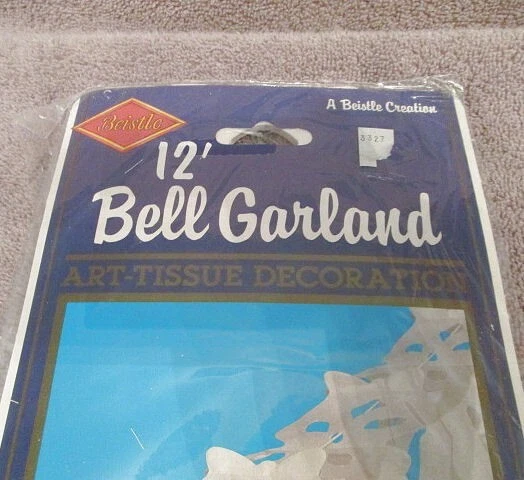 A Beistle Creation
Beistle
3327
12'
Bell Garland
ART-TISSUE DECORATION